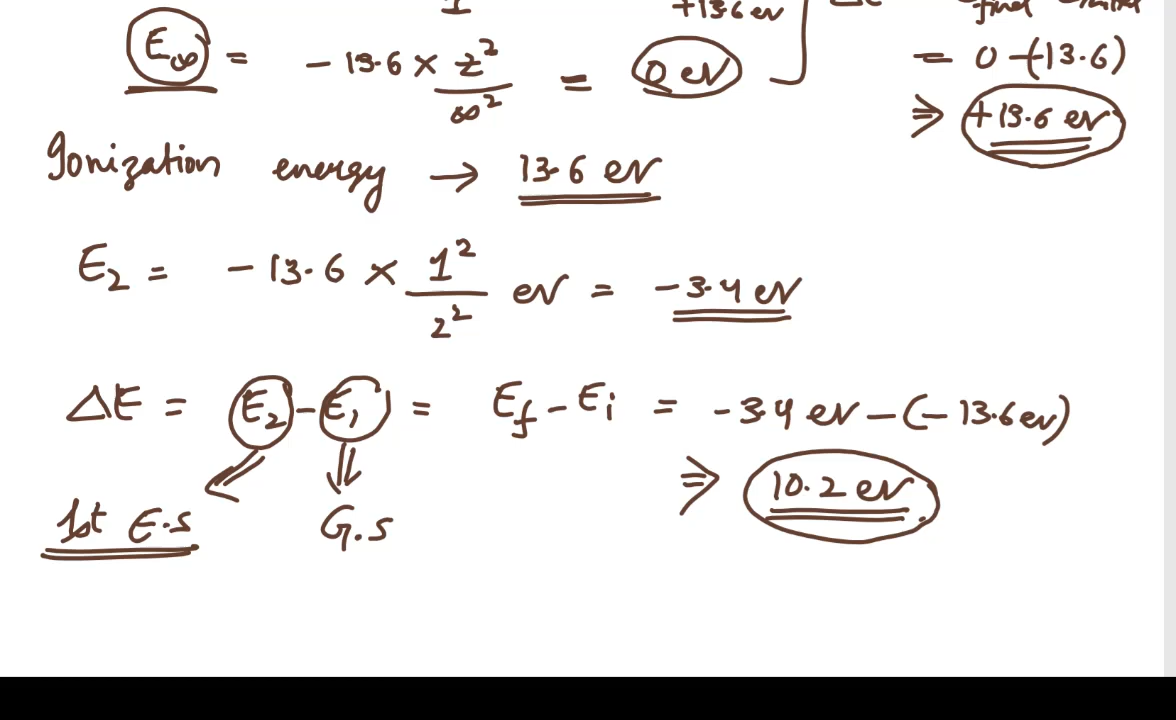 1
+13.6 ev
E∞ = - 13.6 × z²/∞² = 0 ev
= 0 -(-13.6)
⇒ +13.6 ev
Ionization energy → 13.6 ev
E₂ = - 13.6 × 1²/2² ev = - 3.4 ev
ΔE = E₂ - E₁ = Ef - Ei = - 3.4 ev - (- 13.6 ev)
⇒ 10.2 ev
1st E.s G.s